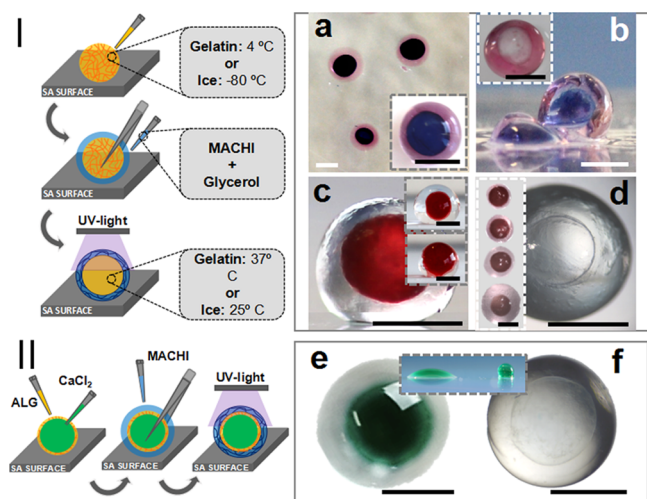 I
Gelatin: 4 ºC
or
Ice: -80 ºC
SA SURFACE
MACHI
+
Glycerol
SA SURFACE
UV-light
Gelatin: 37º
C
or
Ice: 25º C
SA SURFACE
a
b
c
d
II
ALG
CaCl₂
MACHI
UV-light
SA SURFACE
SA SURFACE
SA SURFACE
e
f